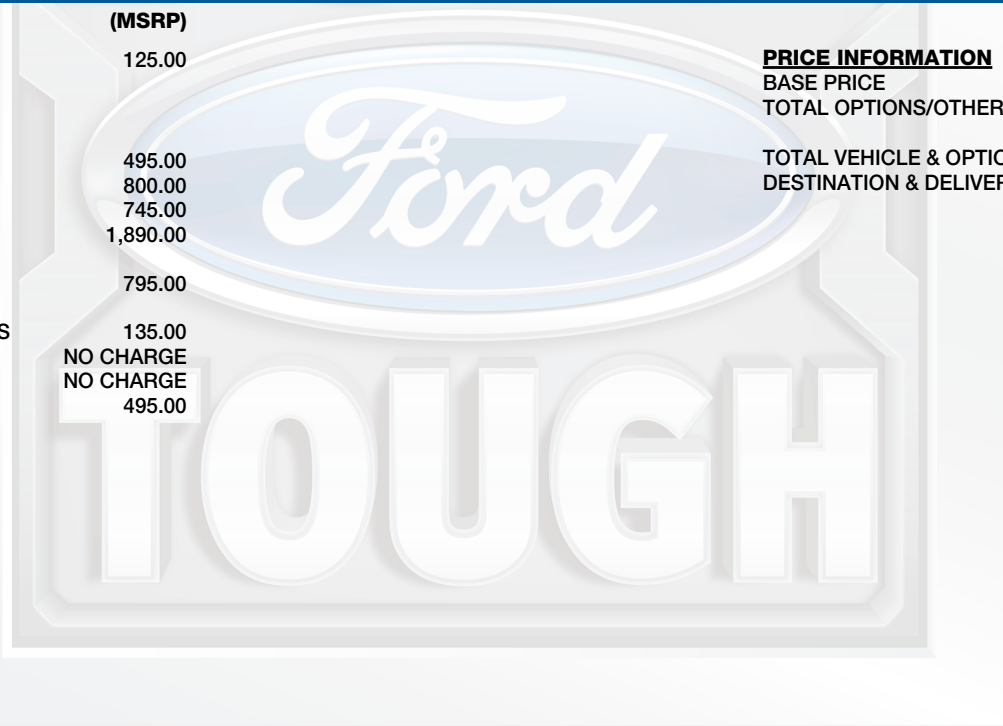 (MSRP)
125.00
495.00
800.00
745.00
1,890.00
795.00
S 135.00
NO CHARGE
NO CHARGE
495.00
PRICE INFORMATION
BASE PRICE
TOTAL OPTIONS/OTHER
TOTAL VEHICLE & OPTIO
DESTINATION & DELIVER
Ford
TOUGH